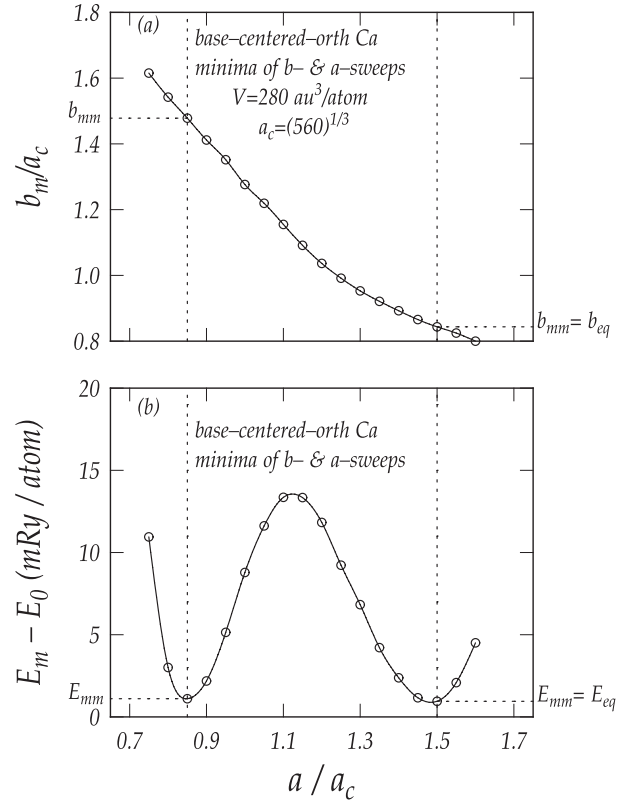 1.8
(a)
base–centered–orth Ca
minima of b– & a–sweeps
V=280 au³/atom
a_c=(560)^1/3
1.6
b_mm
1.4
b_m/a_c
1.2
1.0
b_mm= b_eq
0.8
20
(b)
base–centered–orth Ca
minima of b– & a–sweeps
15
E_m − E_0 (mRy / atom)
10
5
E_mm
E_mm= E_eq
0
0.7 0.9 1.1 1.3 1.5 1.7
a / a_c